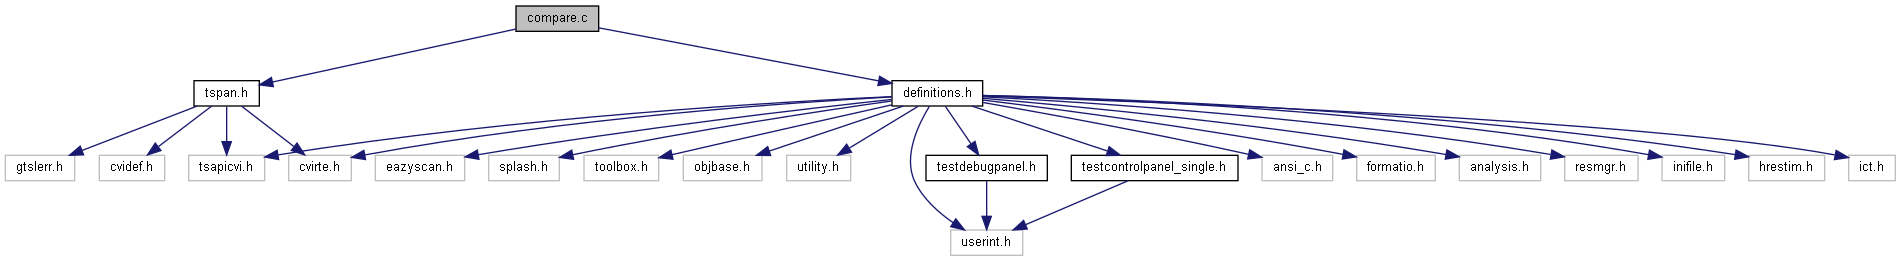 compare.c
tspan.h
definitions.h
gtslerr.h
cvidef.h
tsapicvi.h
cvirte.h
eazyscan.h
splash.h
toolbox.h
objbase.h
utility.h
testdebugpanel.h
testcontrolpanel_single.h
ansi_c.h
formatio.h
analysis.h
resmgr.h
inifile.h
hrestim.h
ict.h
userint.h